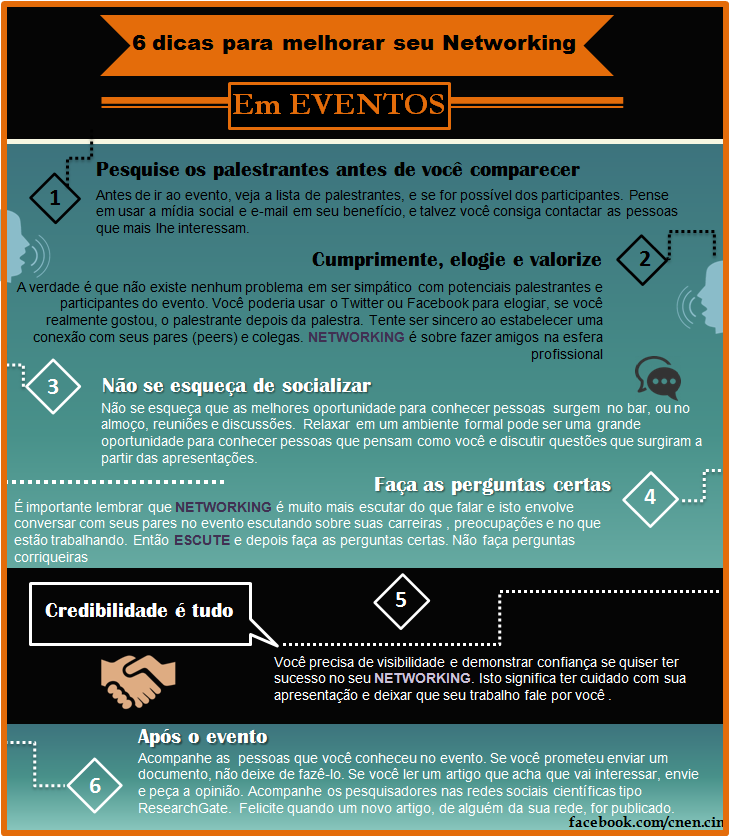 6 dicas para melhorar seu Networking
Em EVENTOS
1
Pesquise os palestrantes antes de você comparecer
Antes de ir ao evento, veja a lista de palestrantes, e se for possível dos participantes. Pense
em usar a mídia social e e-mail em seu benefício, e talvez você consiga contactar as pessoas
que mais lhe interessam.
Cumprimente, elogie e valorize
2
A verdade é que não existe nenhum problema em ser simpático com potenciais palestrantes e
participantes do evento. Você poderia usar o Twitter ou Facebook para elogiar, se você
realmente gostou, o palestrante depois da palestra. Tente ser sincero ao estabelecer uma
conexão com seus pares (peers) e colegas. NETWORKING é sobre fazer amigos na esfera
profissional
3
Não se esqueça de socializar
Não se esqueça que as melhores oportunidade para conhecer pessoas surgem no bar, ou no
almoço, reuniões e discussões. Relaxar em um ambiente formal pode ser uma grande
oportunidade para conhecer pessoas que pensam como você e discutir questões que surgiram a
partir das apresentações.
Faça as perguntas certas
4
É importante lembrar que NETWORKING é muito mais escutar do que falar e isto envolve
conversar com seus pares no evento escutando sobre suas carreiras , preocupações e no que
estão trabalhando. Então ESCUTE e depois faça as perguntas certas. Não faça perguntas
corriqueiras
5
Credibilidade é tudo
Você precisa de visibilidade e demonstrar confiança se quiser ter
sucesso no seu NETWORKING. Isto significa ter cuidado com sua
apresentação e deixar que seu trabalho fale por você .
6
Após o evento
Acompanhe as pessoas que você conheceu no evento. Se você prometeu enviar um
documento, não deixe de fazê-lo. Se você ler um artigo que acha que vai interessar, envie
e peça a opinião. Acompanhe os pesquisadores nas redes sociais científicas tipo
ResearchGate. Felicite quando um novo artigo, de alguém da sua rede, for publicado.
facebook.com/cnen.cin